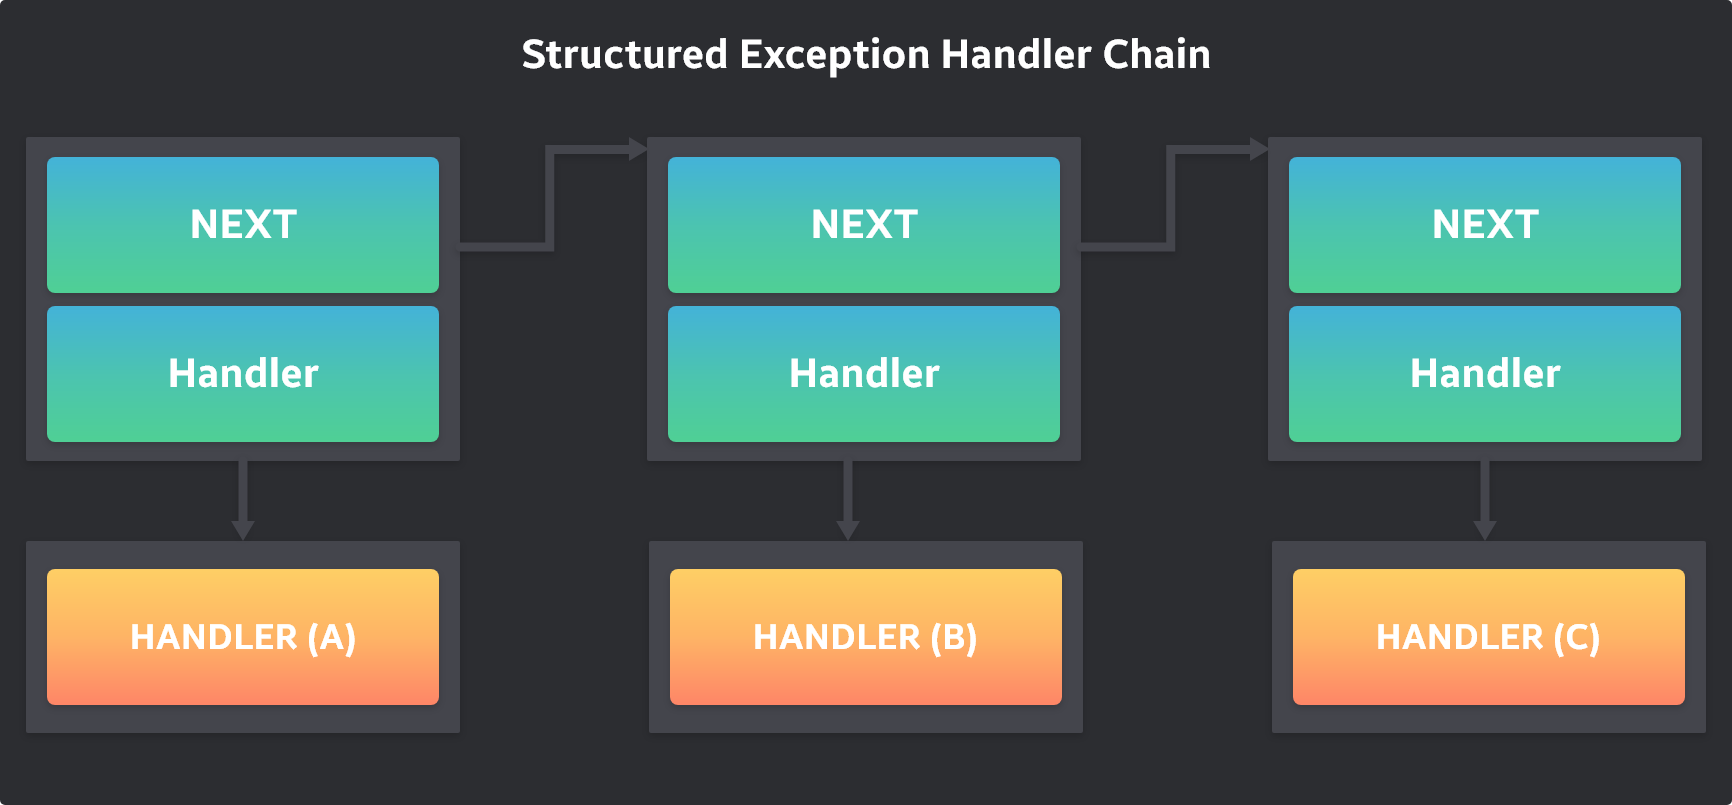 Structured Exception Handler Chain
NEXT
NEXT
NEXT
Handler
Handler
Handler
HANDLER (A)
HANDLER (B)
HANDLER (C)